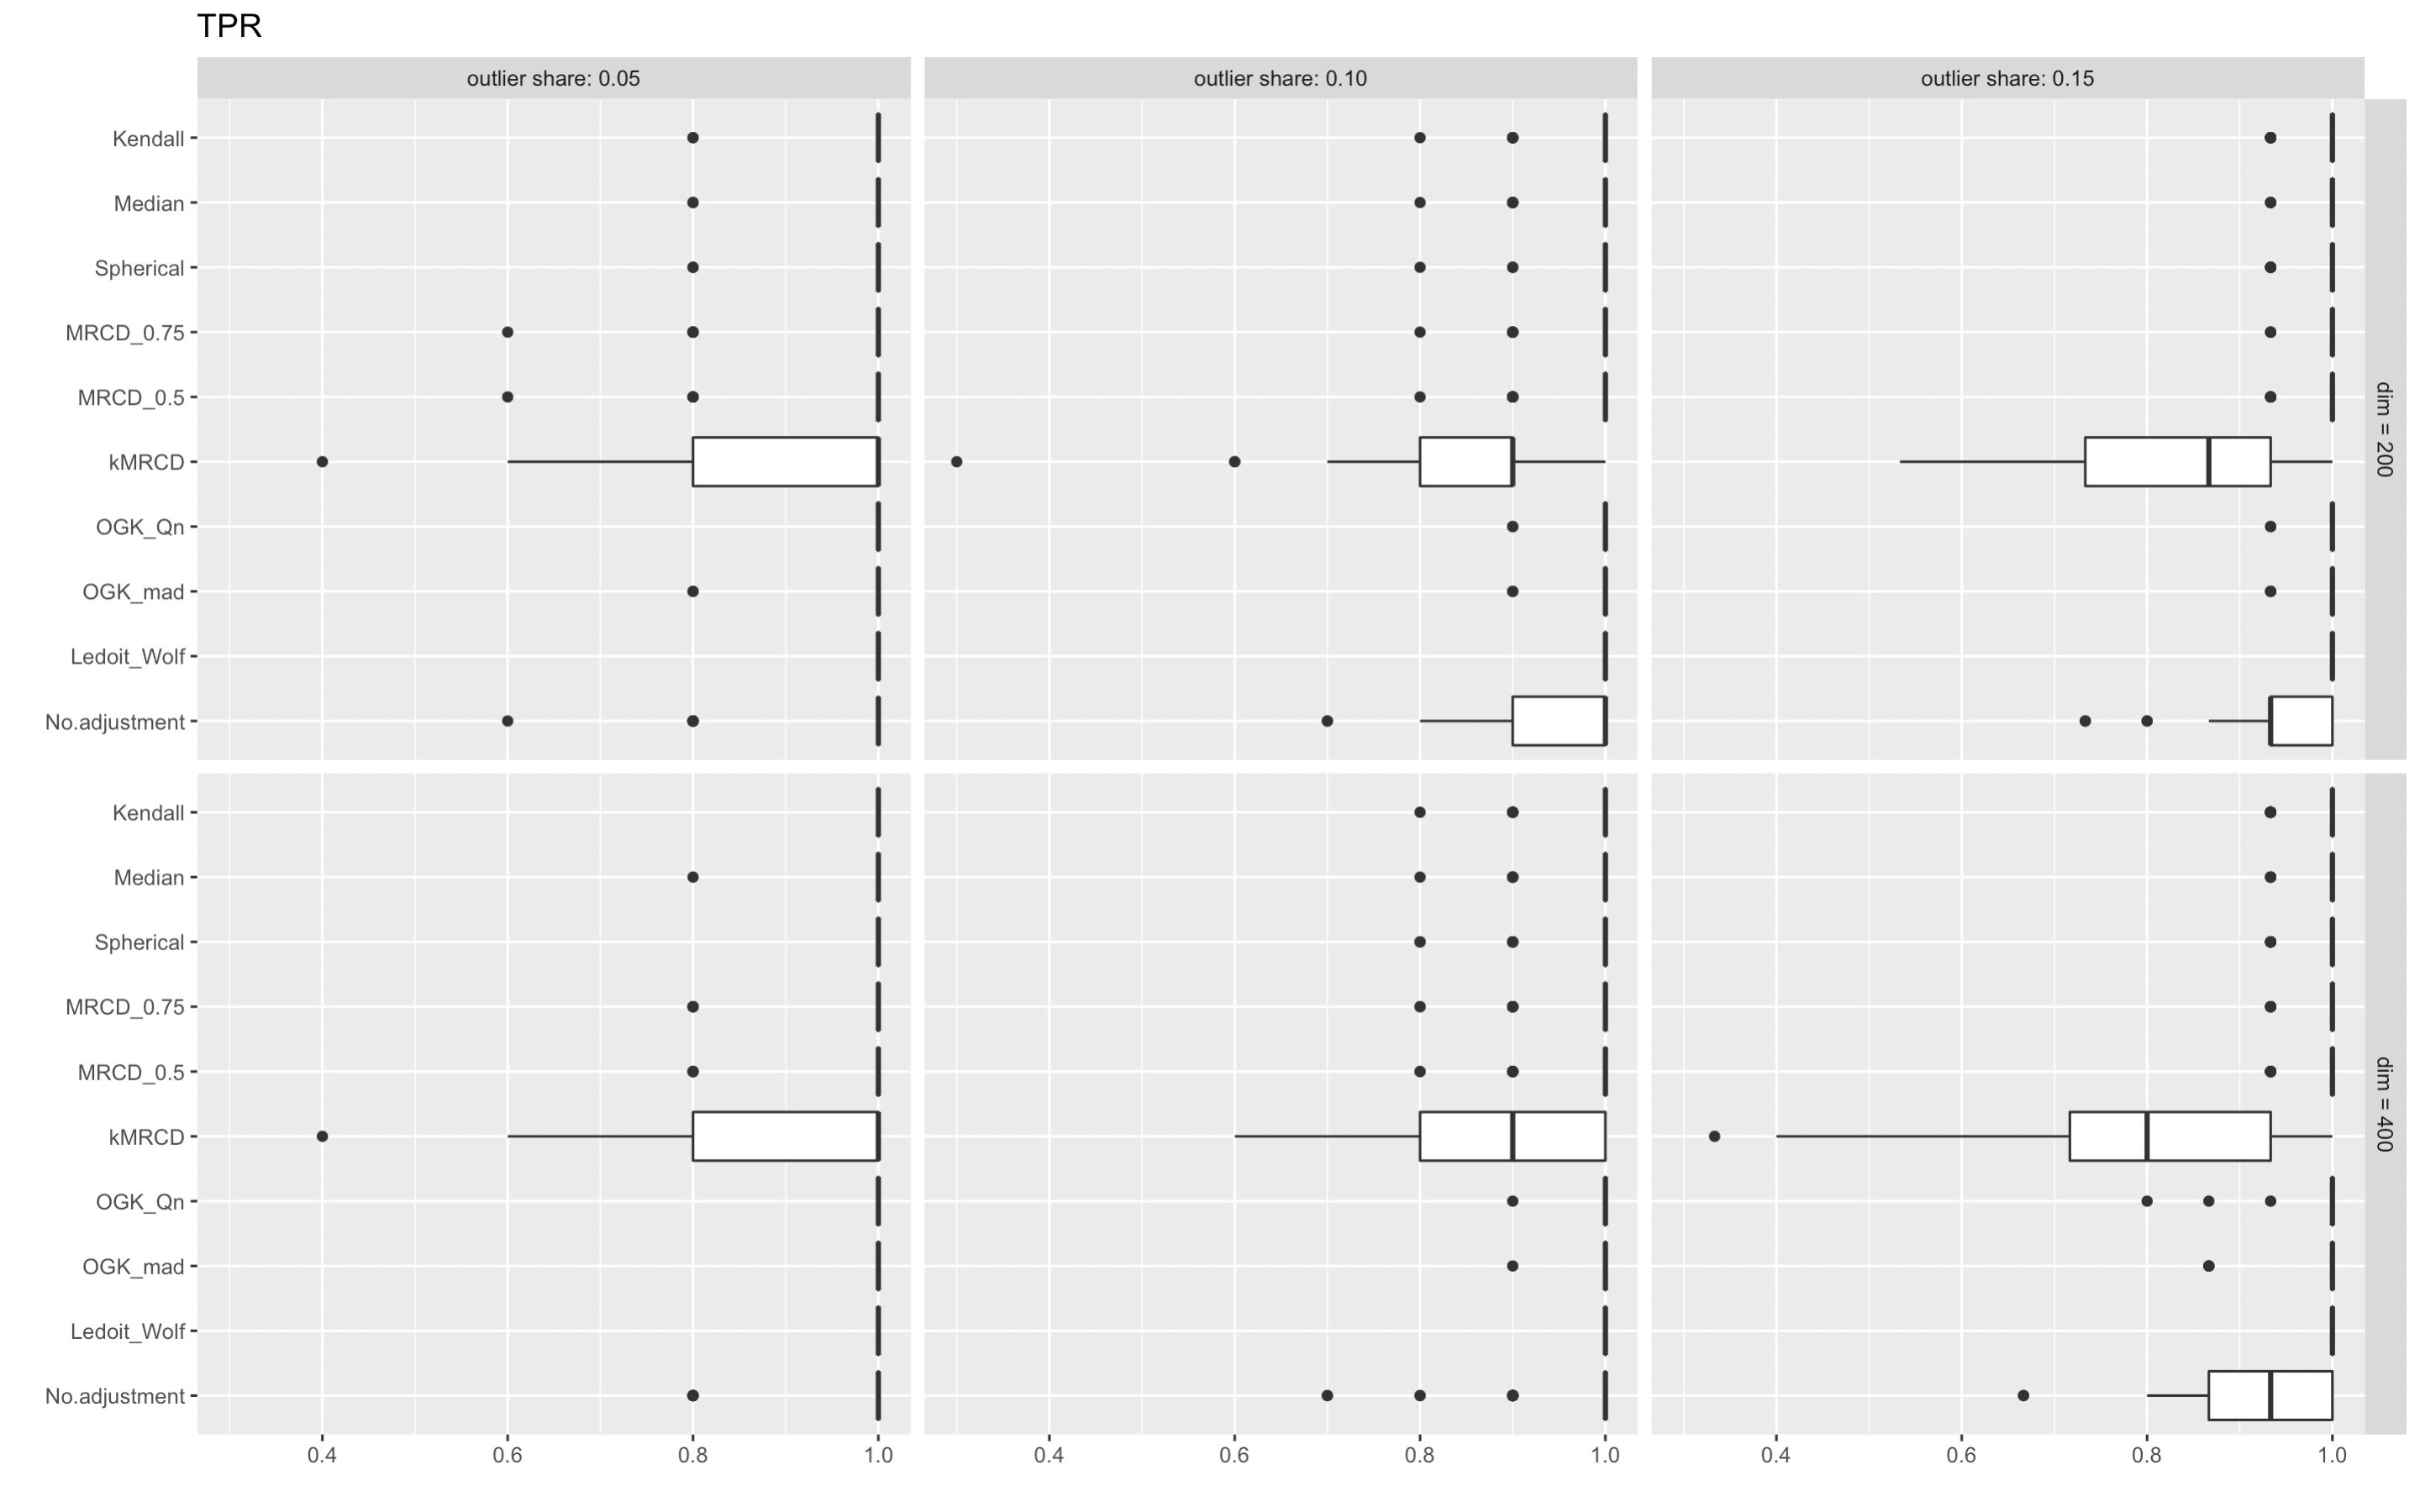 TPR
outlier share: 0.05
outlier share: 0.10
outlier share: 0.15
Kendall
Median
Spherical
MRCD_0.75
MRCD_0.5
kMRCD
OGK_Qn
OGK_mad
Ledoit_Wolf
No.adjustment
dim = 200
Kendall
Median
Spherical
MRCD_0.75
MRCD_0.5
kMRCD
OGK_Qn
OGK_mad
Ledoit_Wolf
No.adjustment
dim = 400
0.4 0.6 0.8 1.0
0.4 0.6 0.8 1.0
0.4 0.6 0.8 1.0